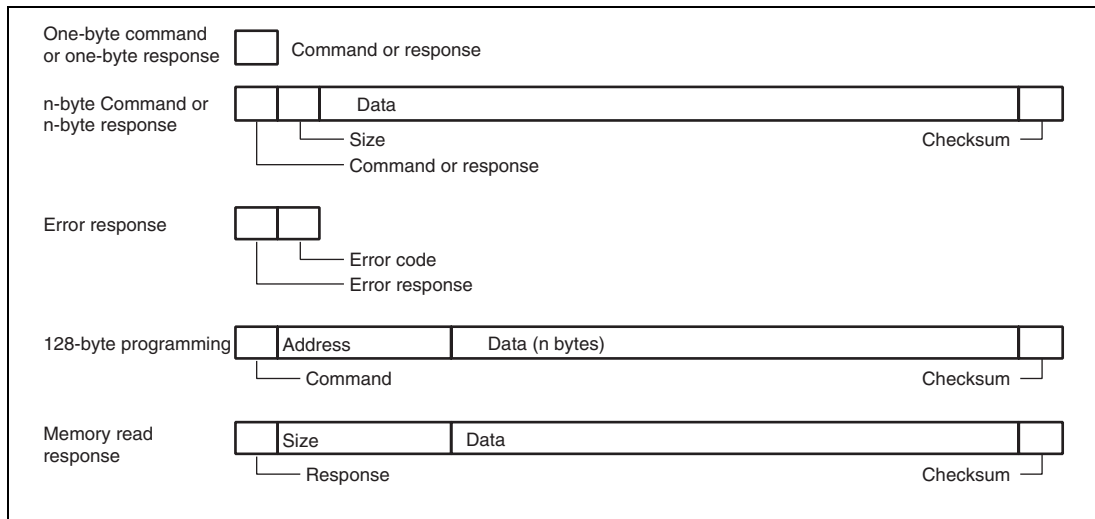 One-byte command
or one-byte response
Command or response
n-byte Command or
n-byte response
Data
Size
Checksum
Command or response
Error response
Error code
Error response
128-byte programming
Address
Data (n bytes)
Command
Checksum
Memory read
response
Size
Data
Response
Checksum